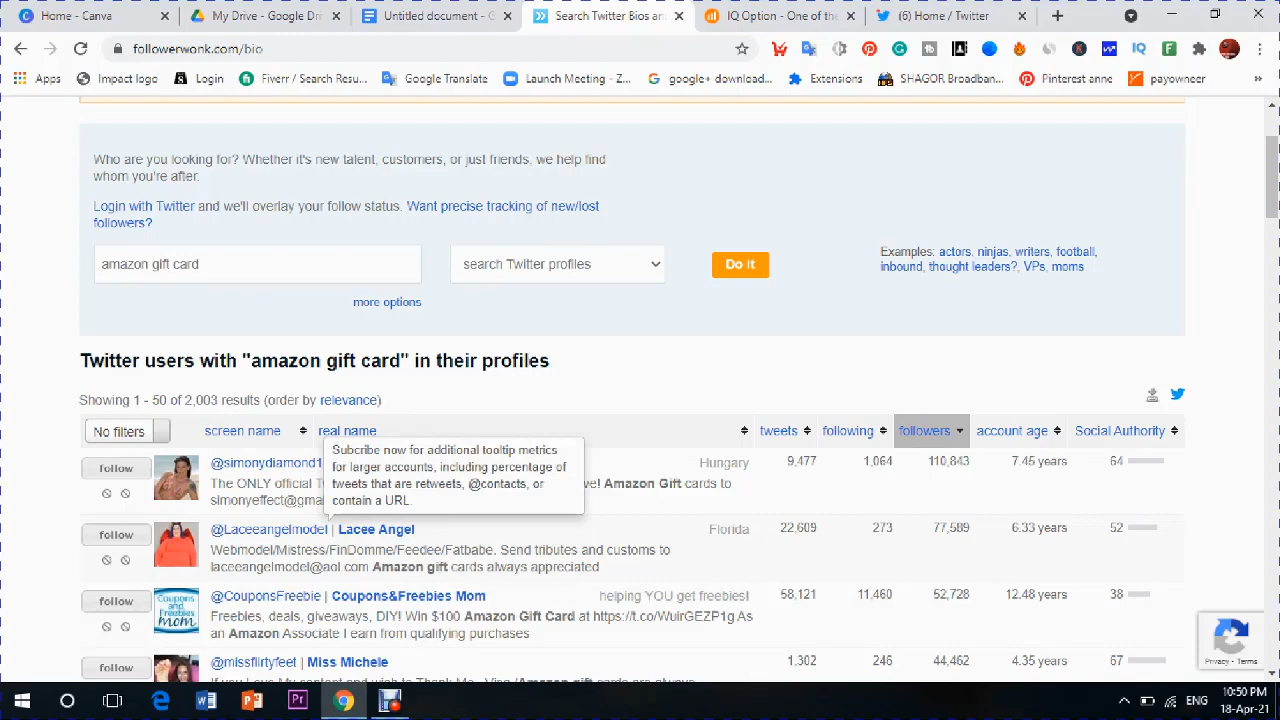 Home - Canva
My Drive - Google Dri
Untitled document - G
Search Twitter Bios an
IQ Option - One of the
(6) Home / Twitter
followerwonk.com/bio
Apps
Impact logo
Login
Fiverr / Search Resu...
Google Translate
Launch Meeting - Z...
google+ download...
Extensions
SHAGOR Broadban...
Pinterest anne
payowneer
Who are you looking for? Whether it's new talent, customers, or just friends, we help find
whom you're after.
Login with Twitter and we'll overlay your follow status. Want precise tracking of new/lost
followers?
amazon gift card
search Twitter profiles
Do It
Examples: actors, ninjas, writers, football,
inbound, thought leaders?, VPs, moms
more options
Twitter users with "amazon gift card" in their profiles
Showing 1 - 50 of 2,003 results (order by relevance)
No filters
screen name
real name
tweets
following
followers
account age
Social Authority
Subcribe now for additional tooltip metrics
for larger accounts, including percentage of
tweets that are retweets, @contacts, or
contain a URL.
follow
@simonydiamond1
Hungary
9,477
1,064
110,843
7.45 years
64
The ONLY official T
ve! Amazon Gift cards to
simonyeffect@gma
follow
@Laceeangelmodel | Lacee Angel
Florida
22,609
273
77,589
6.33 years
52
Webmodel/Mistress/FinDomme/Feedee/Fatbabe. Send tributes and customs to
laceeangelmodel@aol.com Amazon gift cards always appreciated
follow
Coupons
and
Freebies
mom
@CouponsFreebie | Coupons&Freebies Mom
helping YOU get freebies!
58,121
11,460
52,728
12.48 years
38
Freebies, deals, giveaways, DIY! Win $100 Amazon Gift Card at https://t.co/WuirGEZP1g As
an Amazon Associate I earn from qualifying purchases
follow
@missflirtyfeet | Miss Michele
1,302
246
44,462
4.35 years
67
Privacy - Terms
ENG
10:50 PM
18-Apr-21